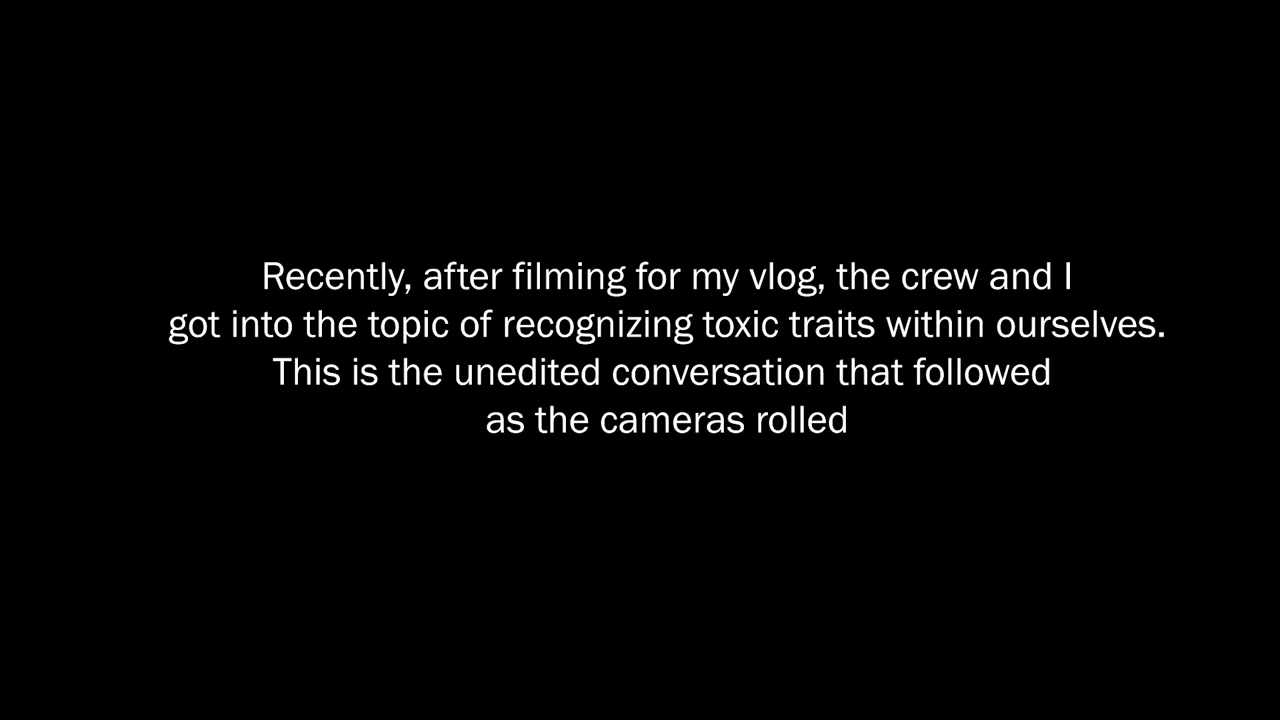 Recently, after filming for my vlog, the crew and I
got into the topic of recognizing toxic traits within ourselves.
This is the unedited conversation that followed
as the cameras rolled